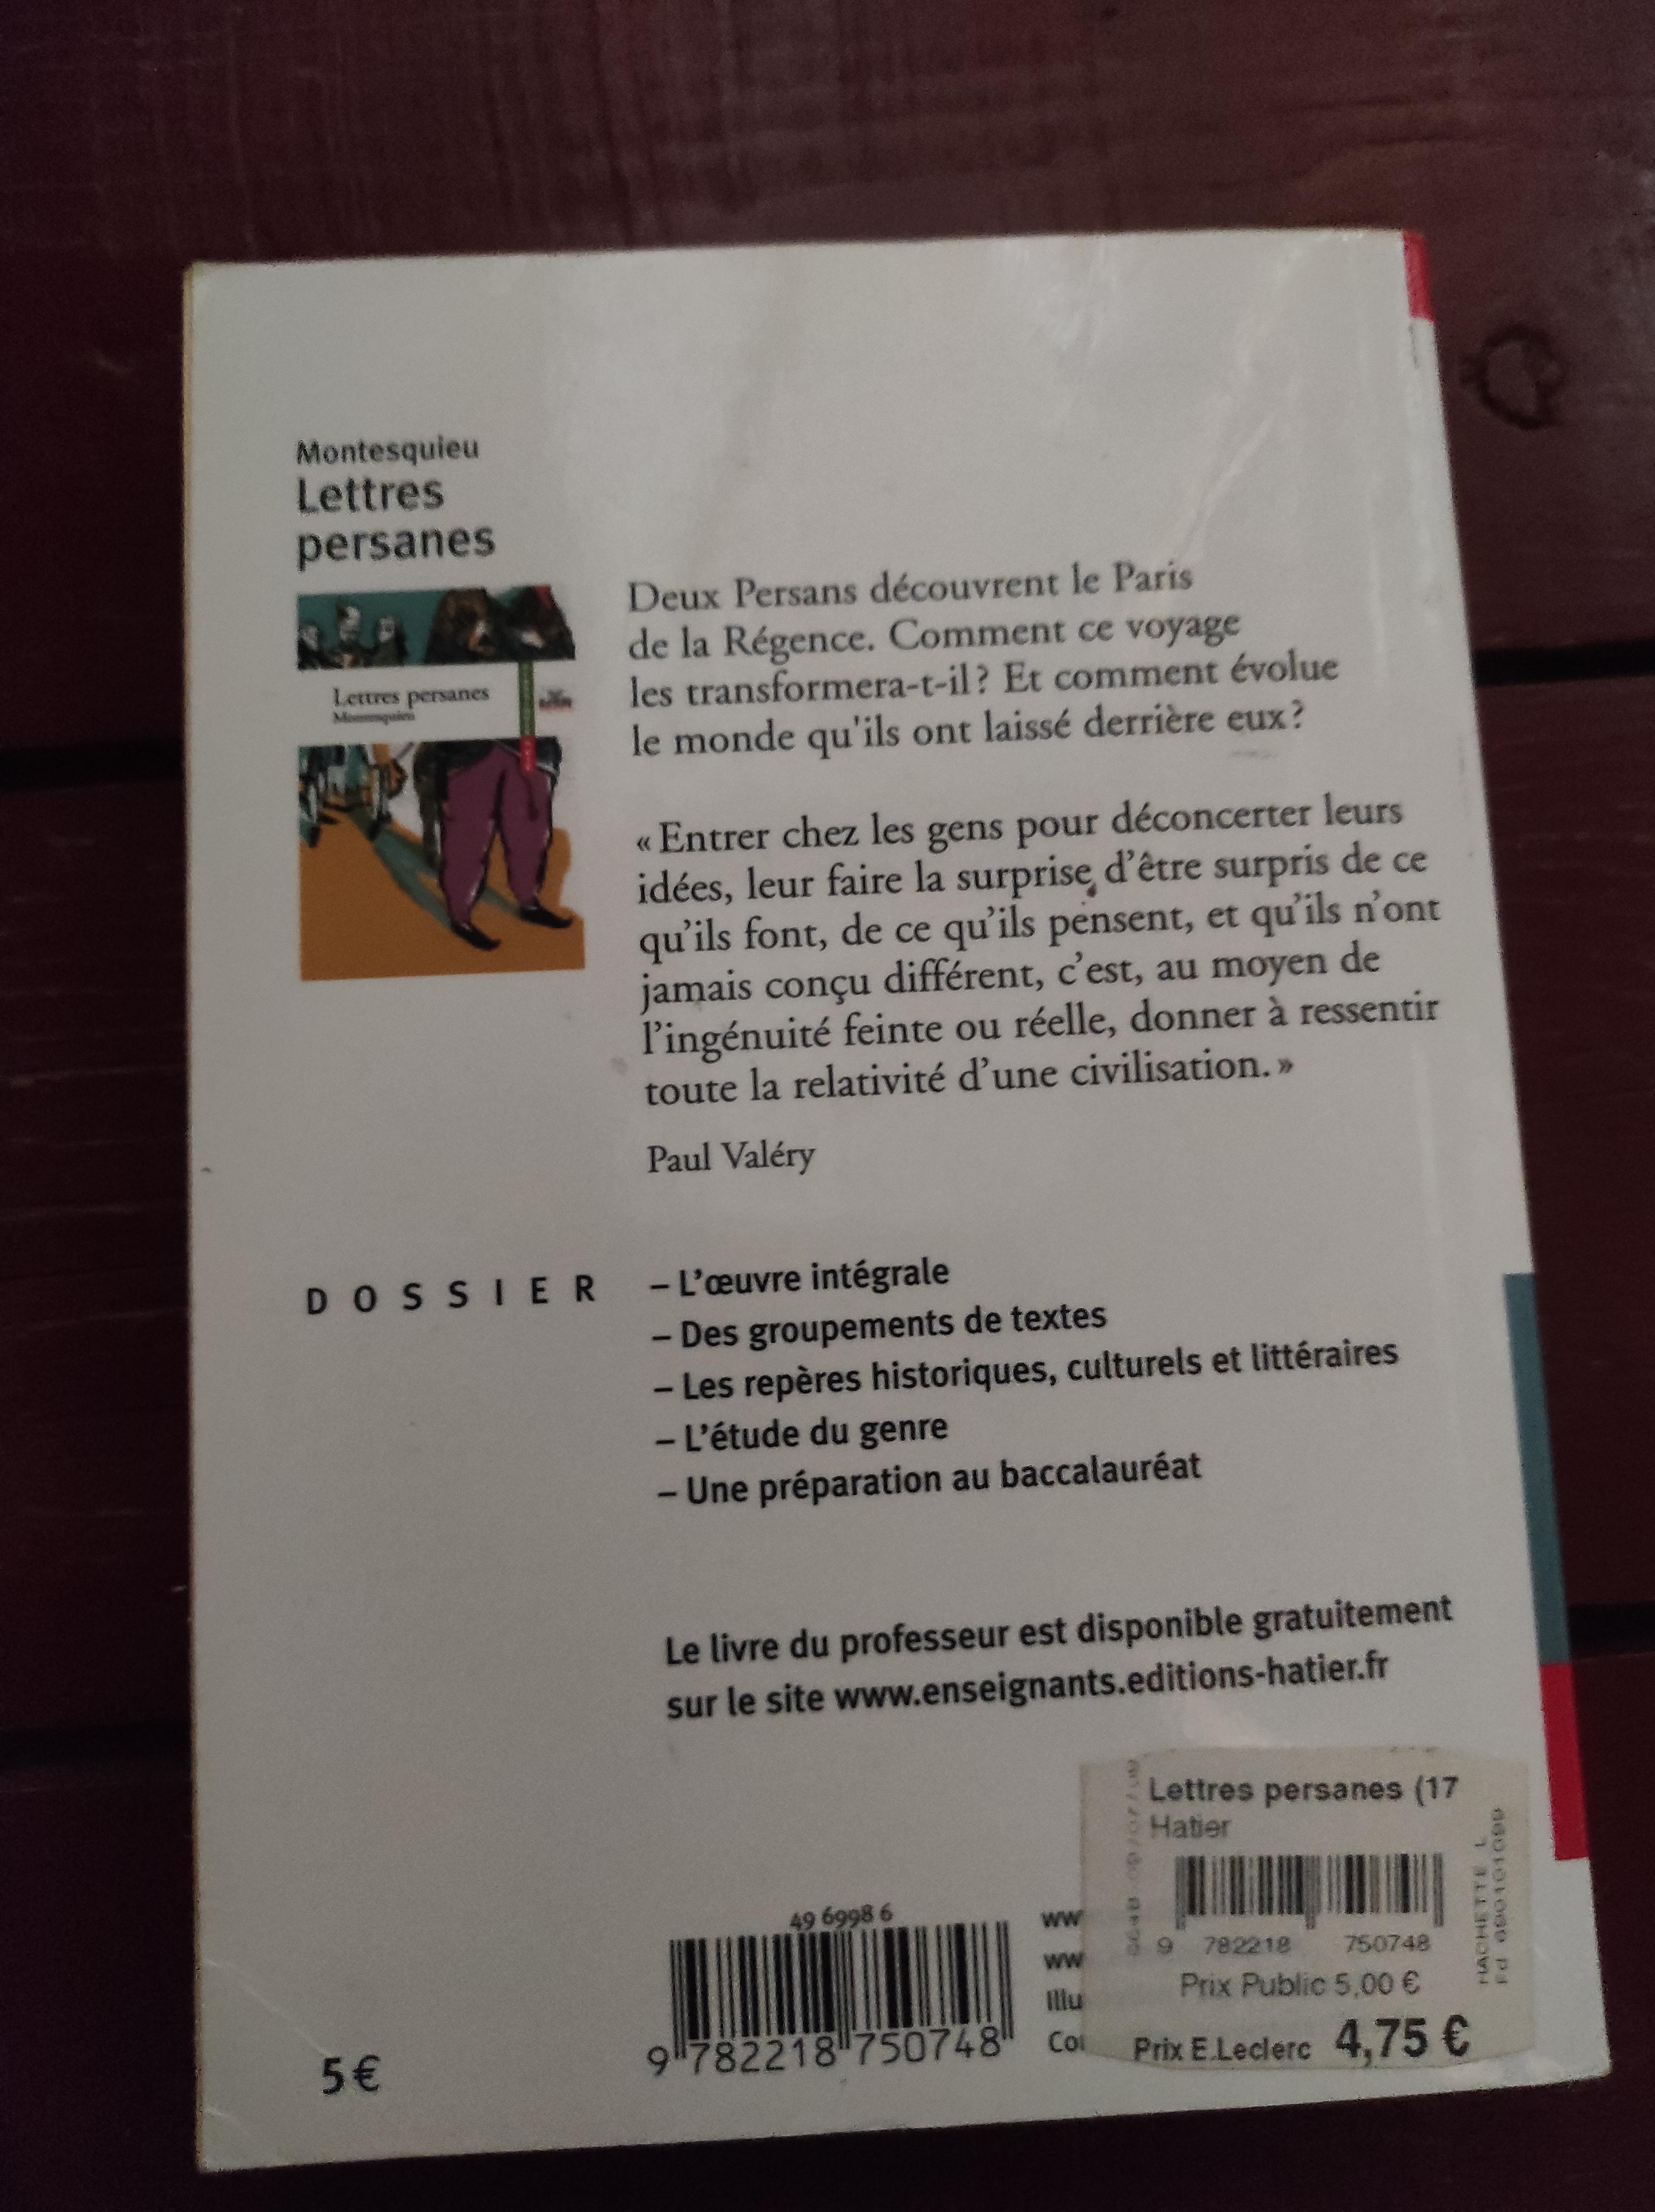 Montesquieu
Lettres
persanes
Lettres persanes
Montesquieu
Deux Persans découvrent le Paris
de la Régence. Comment ce voyage
les transformera-t-il ? Et comment évolue
le monde qu'ils ont laissé derrière eux ?
« Entrer chez les gens pour déconcerter leurs
idées, leur faire la surprise d’être surpris de ce
qu’ils font, de ce qu’ils pensent, et qu’ils n’ont
jamais conçu différent, c’est, au moyen de
l’ingénuité feinte ou réelle, donner à ressentir
toute la relativité d’une civilisation. »
Paul Valéry
DOSSIER
– L’œuvre intégrale
– Des groupements de textes
– Les repères historiques, culturels et littéraires
– L’étude du genre
– Une préparation au baccalauréat
Le livre du professeur est disponible gratuitement
sur le site www.enseignants.editions-hatier.fr
Lettres persanes (17
Hatier
9 782218 750748
HACHETTE L
Prix Public 5,00 €
Prix E.Leclerc 4,75 €
49 6998 6
9 782218 750748
ww
ww
Illu
5 €